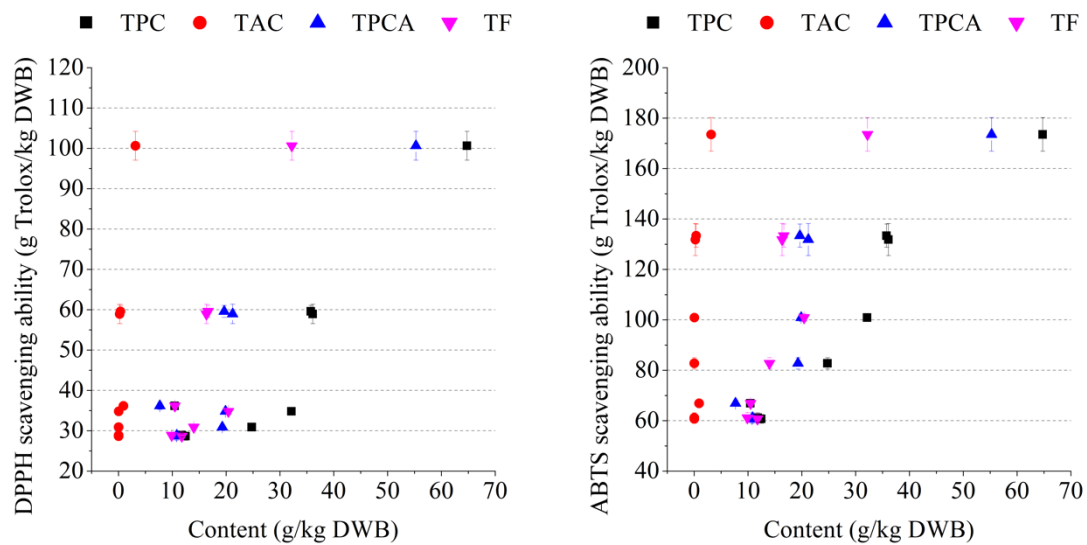 TPC TAC TPCA TF
DPPH scavenging ability (g Trolox/kg DWB)
120
110
100
90
80
70
60
50
40
30
20
0 10 20 30 40 50 60 70
Content (g/kg DWB)
TPC TAC TPCA TF
ABTS scavenging ability (g Trolox/kg DWB)
200
180
160
140
120
100
80
60
40
0 10 20 30 40 50 60 70
Content (g/kg DWB)